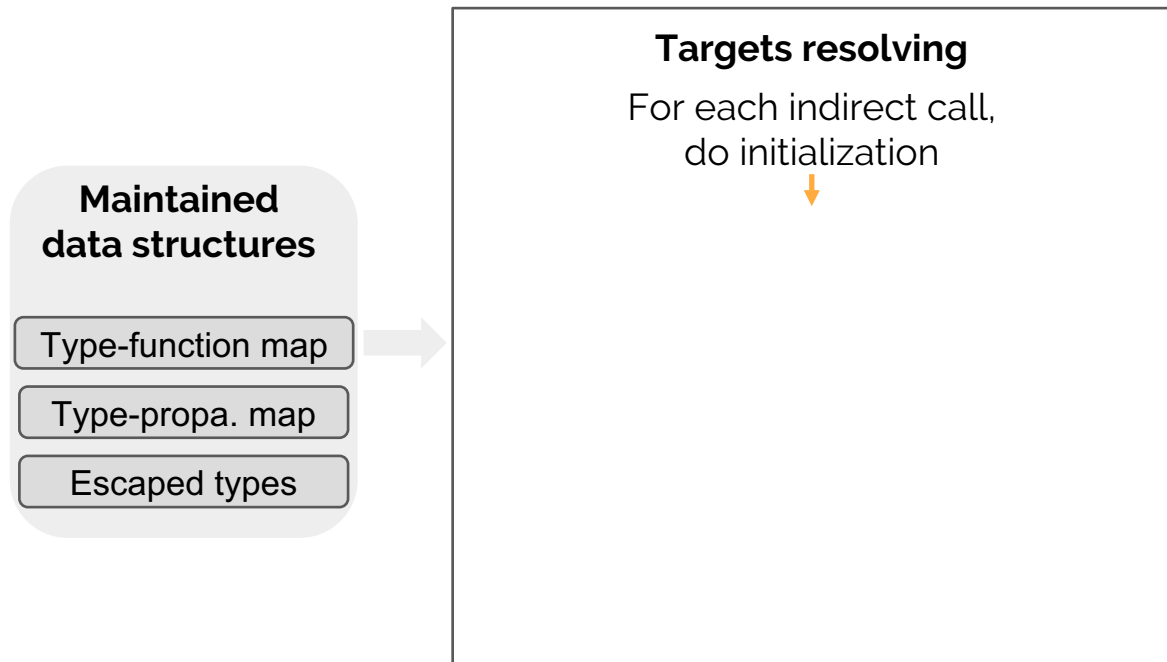 Maintained
data structures
Type-function map
Type-propa. map
Escaped types
Targets resolving
For each indirect call,
do initialization